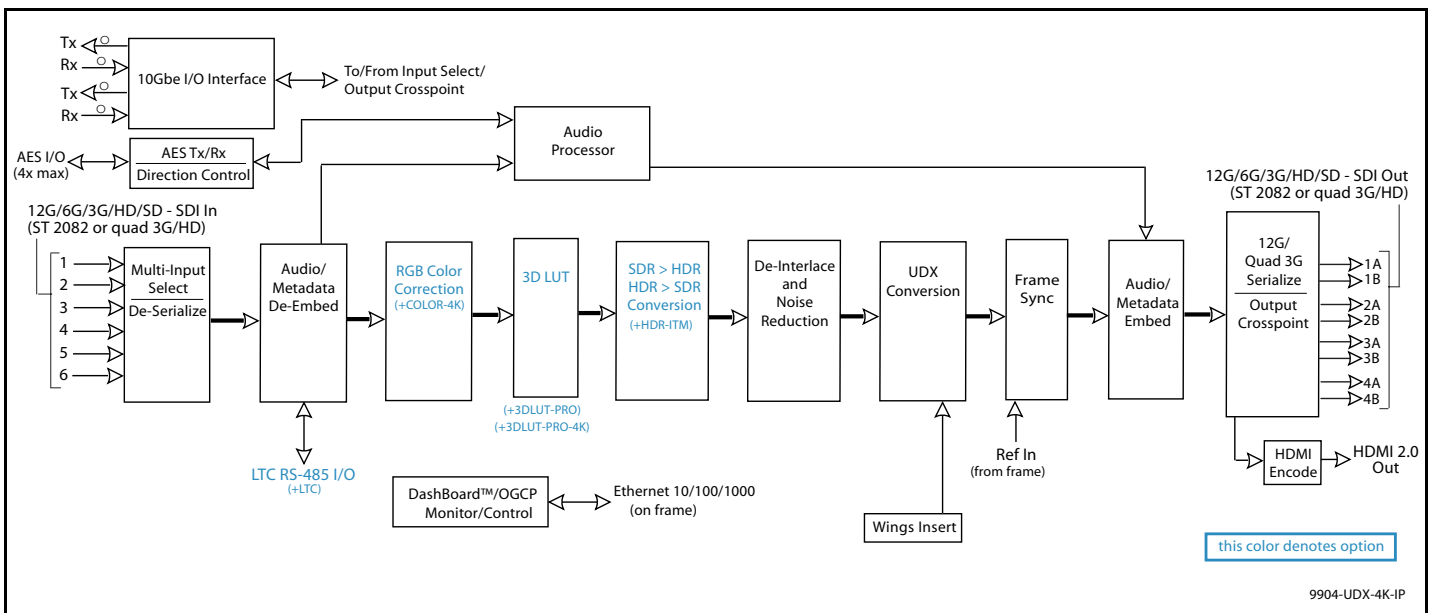 Tx
Rx
Tx
Rx
10Gbe I/O Interface
To/From Input Select/
Output Crosspoint
AES I/O
(4x max)
AES Tx/Rx
Direction Control
Audio
Processor
12G/6G/3G/HD/SD - SDI In
(ST 2082 or quad 3G/HD)
1
2
3
4
5
6
Multi-Input
Select
De-Serialize
Audio/
Metadata
De-Embed
LTC RS-485 I/O
(+LTC)
RGB Color
Correction
(+COLOR-4K)
3D LUT
(+3DLUT-PRO)
(+3DLUT-PRO-4K)
SDR > HDR
HDR > SDR
Conversion
(+HDR-ITM)
De-Interlace
and
Noise
Reduction
UDX
Conversion
Wings Insert
Frame
Sync
Ref In
(from frame)
Audio/
Metadata
Embed
12G/6G/3G/HD/SD - SDI Out
(ST 2082 or quad 3G/HD)
12G/
Quad 3G
Serialize
Output
Crosspoint
1A
1B
2A
2B
3A
3B
4A
4B
HDMI
Encode
HDMI 2.0
Out
DashBoard™/OGCP
Monitor/Control
Ethernet 10/100/1000
(on frame)
this color denotes option
9904-UDX-4K-IP